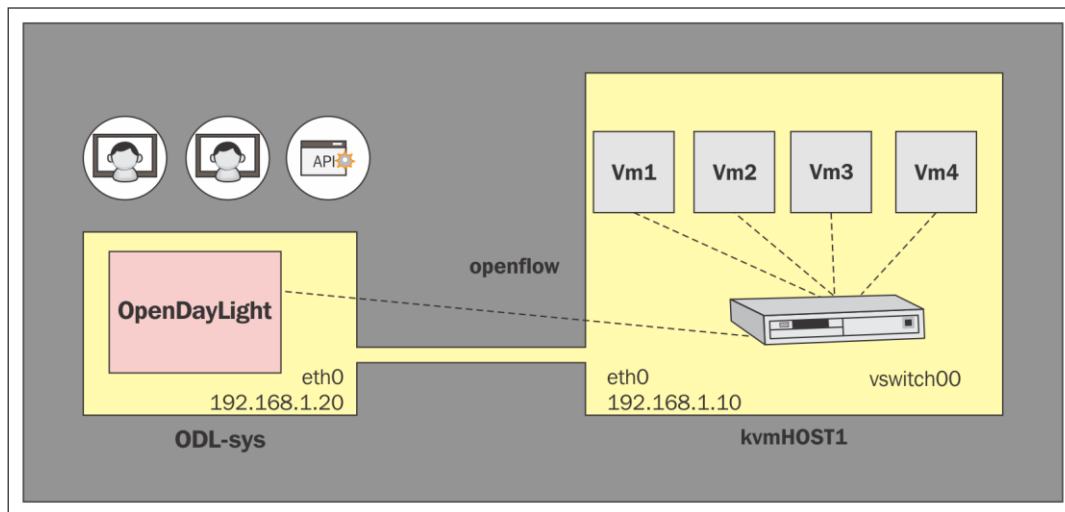 API
Vm1
Vm2
Vm3
Vm4
openflow
OpenDayLight
eth0
192.168.1.20
eth0
192.168.1.10
vswitch00
ODL-sys
kvmHOST1